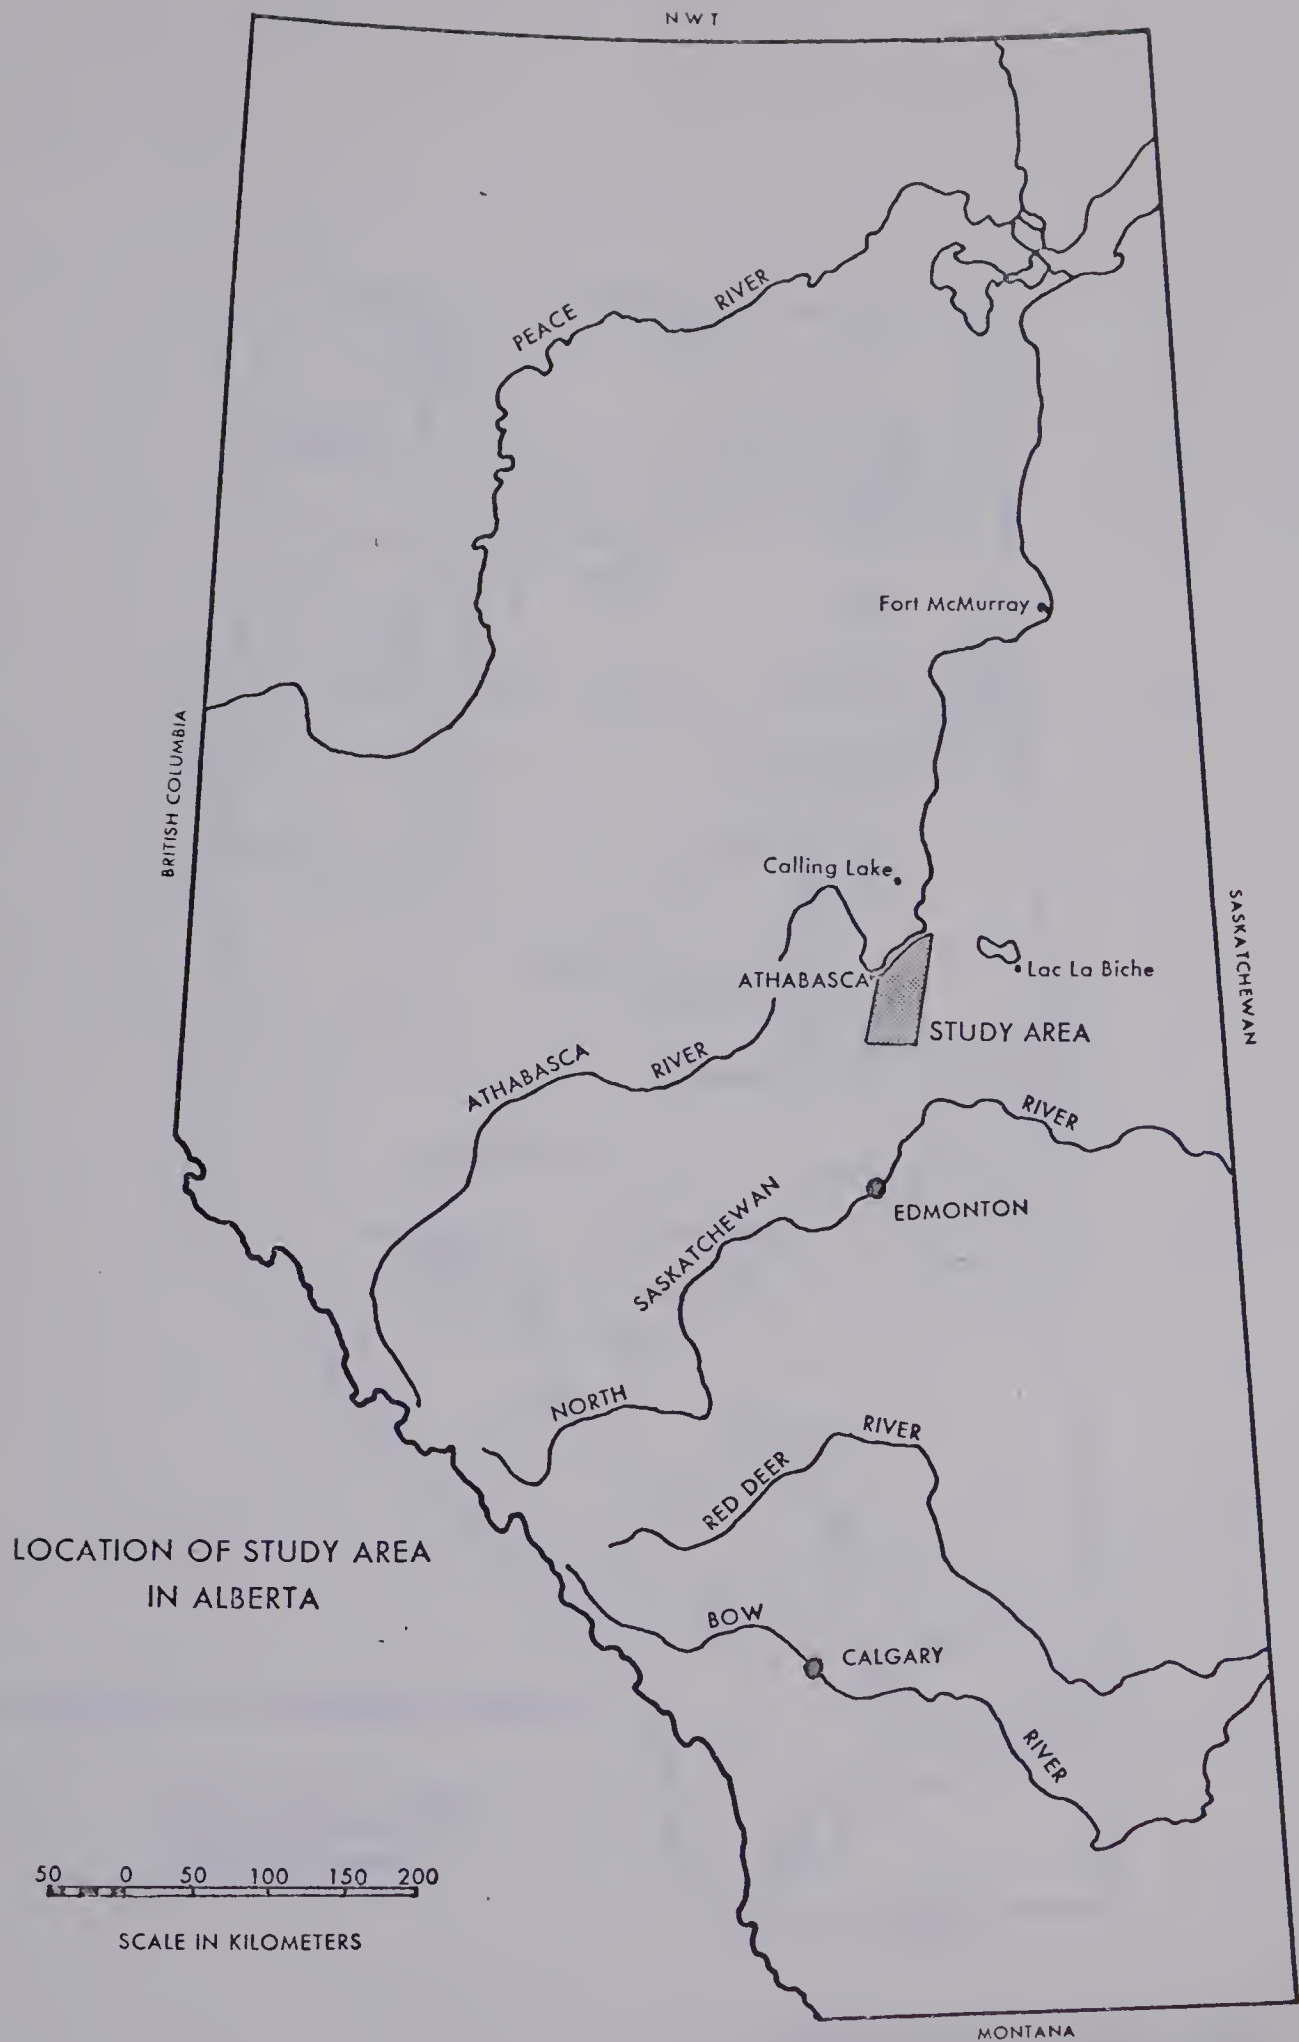 NWT
PEACE RIVER
Fort McMurray
BRITISH COLUMBIA
Calling Lake
SASKATCHEWAN
Lac La Biche
ATHABASCA
STUDY AREA
ATHABASCA RIVER
NORTH SASKATCHEWAN RIVER
EDMONTON
RED DEER RIVER
LOCATION OF STUDY AREA
IN ALBERTA
BOW RIVER
CALGARY
50 0 50 100 150 200
SCALE IN KILOMETERS
MONTANA